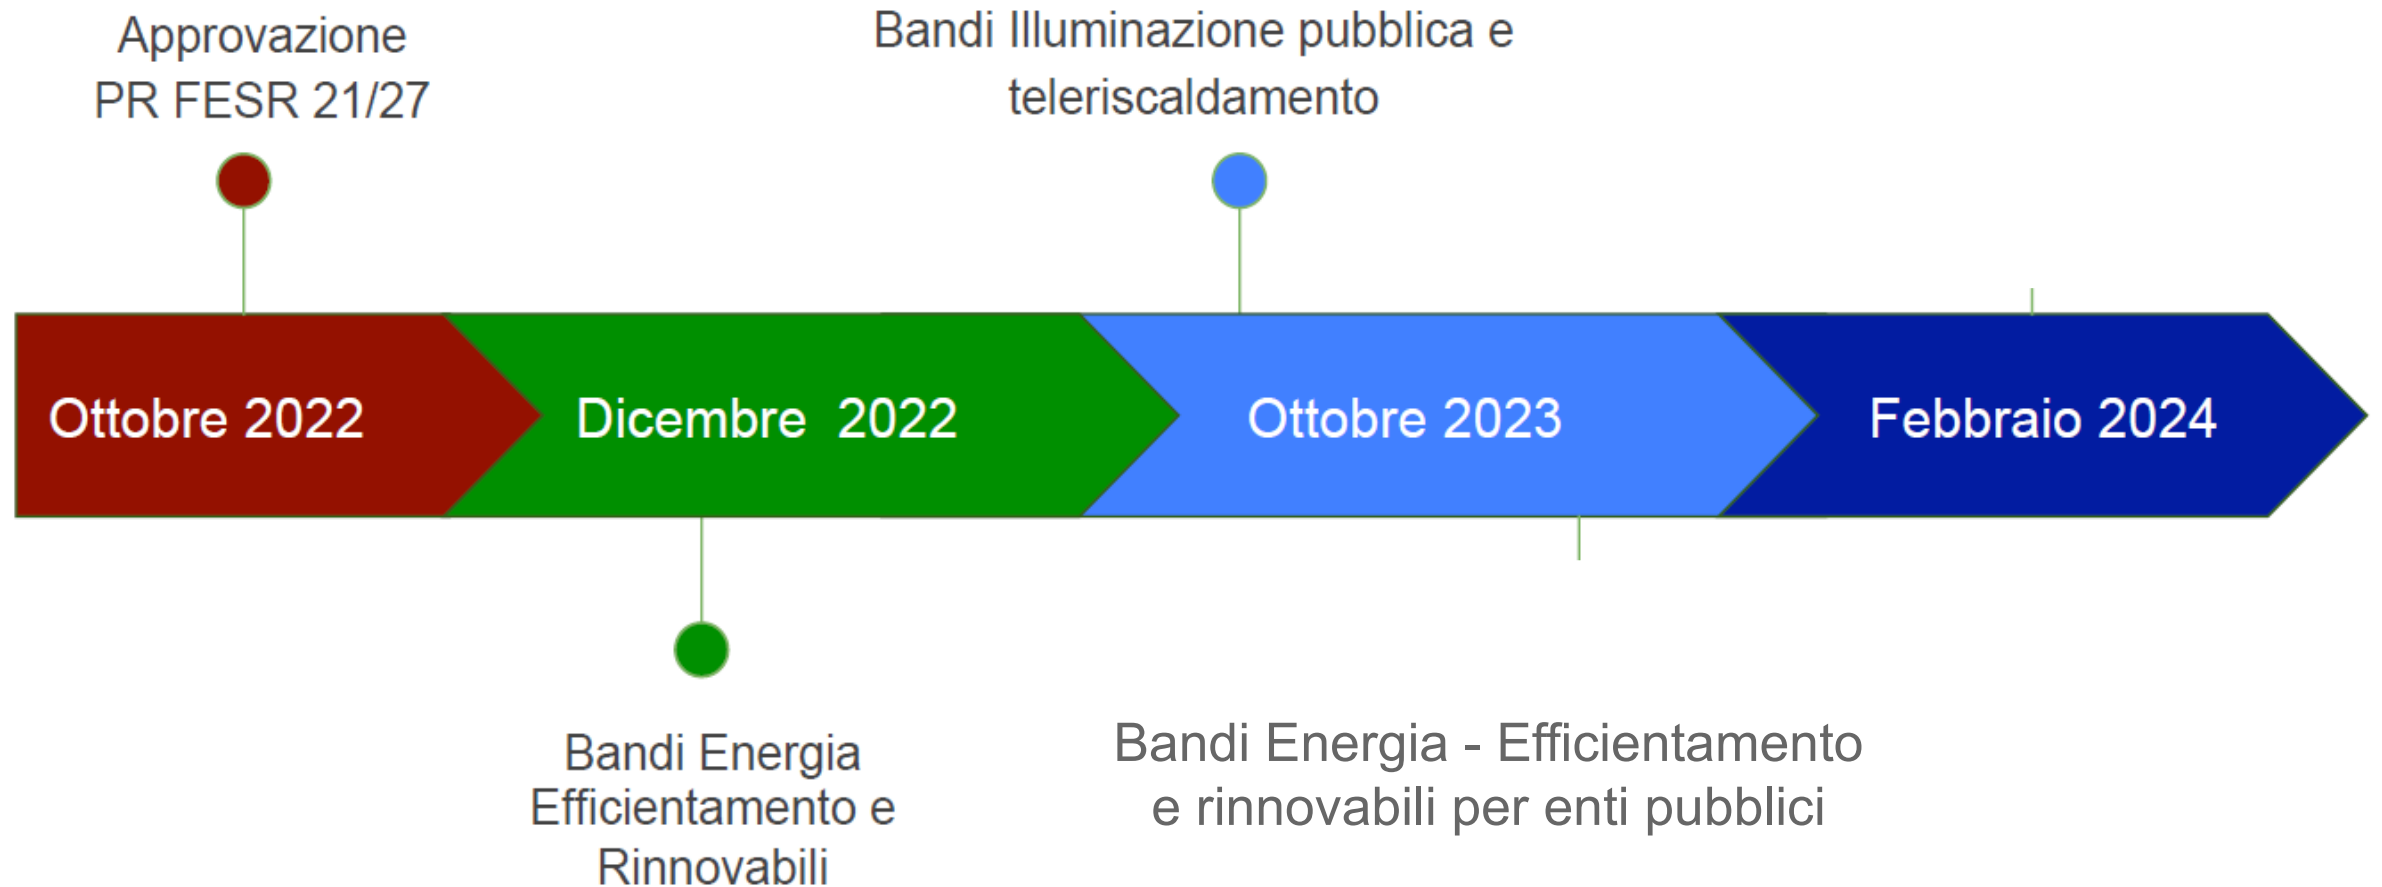 Approvazione
PR FESR 21/27
Bandi Illuminazione pubblica e
teleriscaldamento
Ottobre 2022
Dicembre 2022
Ottobre 2023
Febbraio 2024
Bandi Energia
Efficientamento e
Rinnovabili
Bandi Energia - Efficientamento
e rinnovabili per enti pubblici